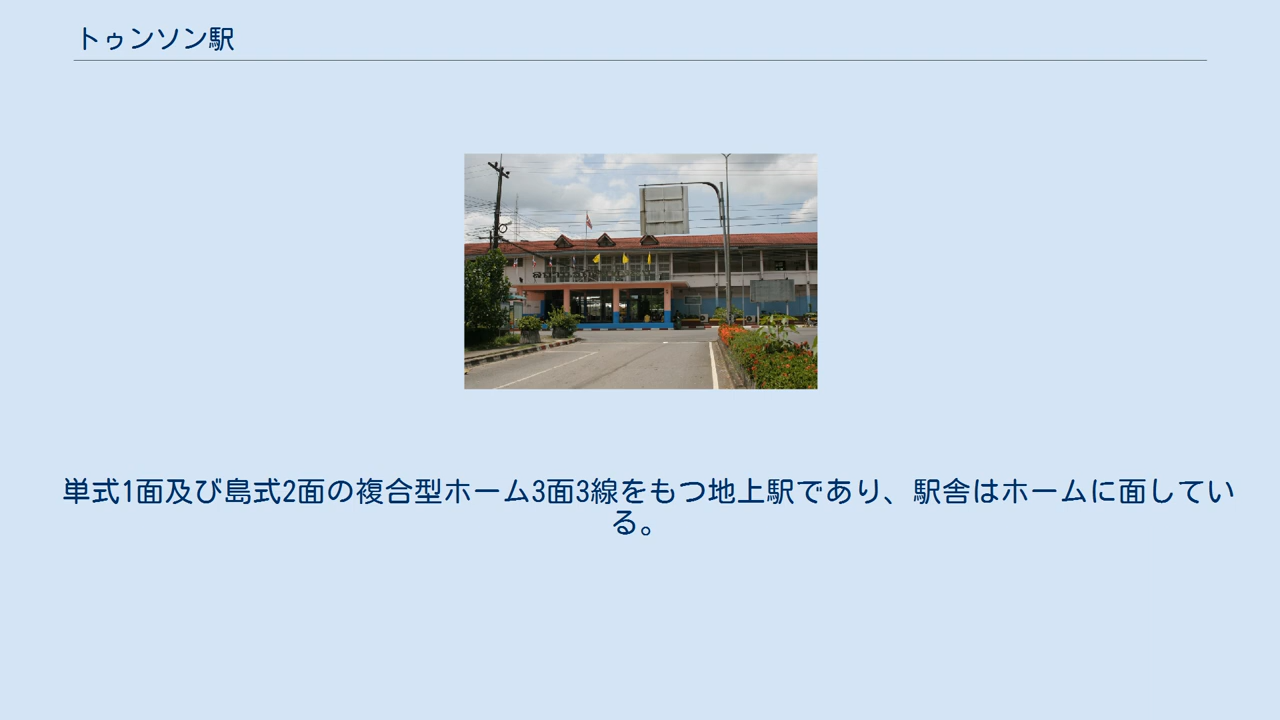 トゥンソン駅
単式1面及び島式2面の複合型ホーム3面3線をもつ地上駅であり、駅舎はホームに面してい
る。